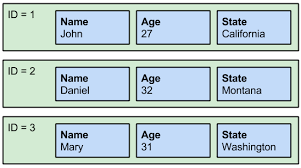 ID = 1
Name Age State
John 27 California
ID = 2
Name Age State
Daniel 32 Montana
ID = 3
Name Age State
Mary 31 Washington